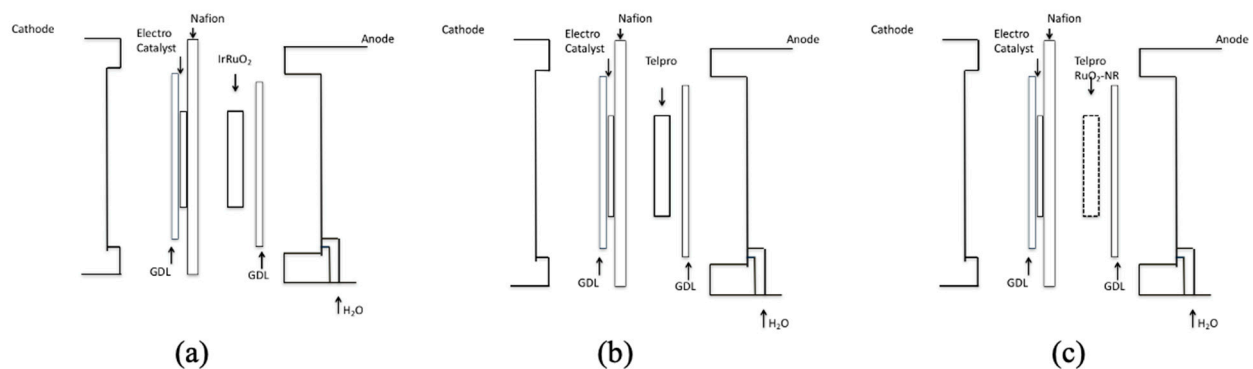 Cathode
Nafion
Electro
Catalyst
IrRuO₂
Anode
GDL
GDL
H₂O
(a)
Cathode
Nafion
Electro
Catalyst
Telpro
Anode
GDL
GDL
H₂O
(b)
Cathode
Nafion
Electro
Catalyst
Telpro
RuO₂-NR
Anode
GDL
GDL
H₂O
(c)